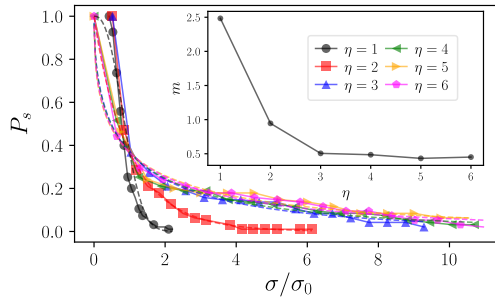 1.0
0.8
0.6
0.4
0.2
0.0
P_s
0 2 4 6 8 10
σ/σ_0
2.5
2.0
1.5
1.0
0.5
m
1 2 3 4 5 6
η
η = 1
η = 2
η = 3
η = 4
η = 5
η = 6